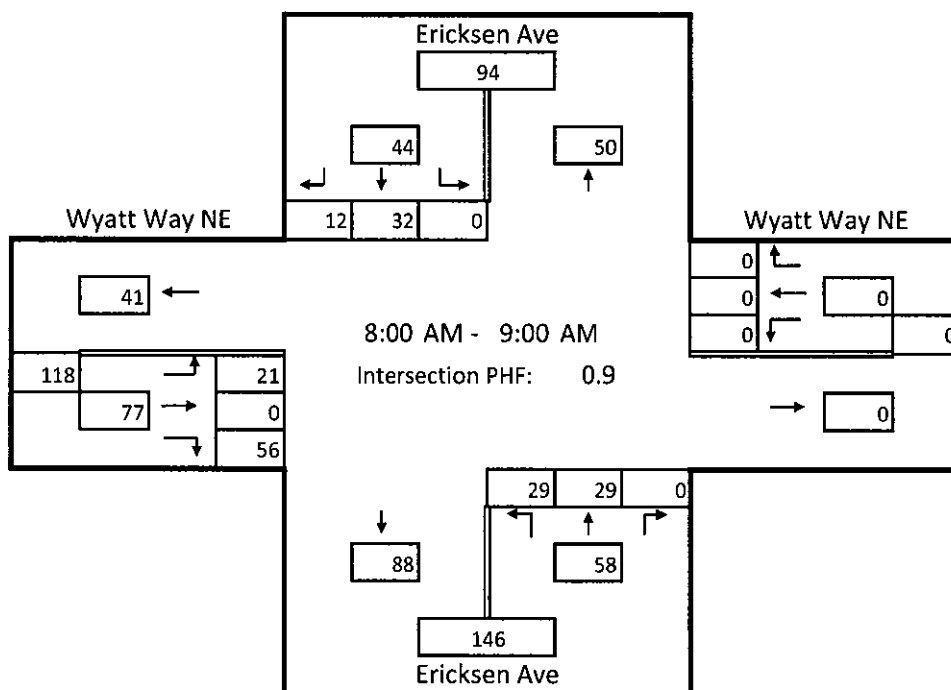 Ericksen Ave
94
44
50
12 32 0
Wyatt Way NE
Wyatt Way NE
41
0
0
0
0
0
8:00 AM - 9:00 AM
Intersection PHF: 0.9
118
77
21
0
56
0
29 29 0
88
58
146
Ericksen Ave